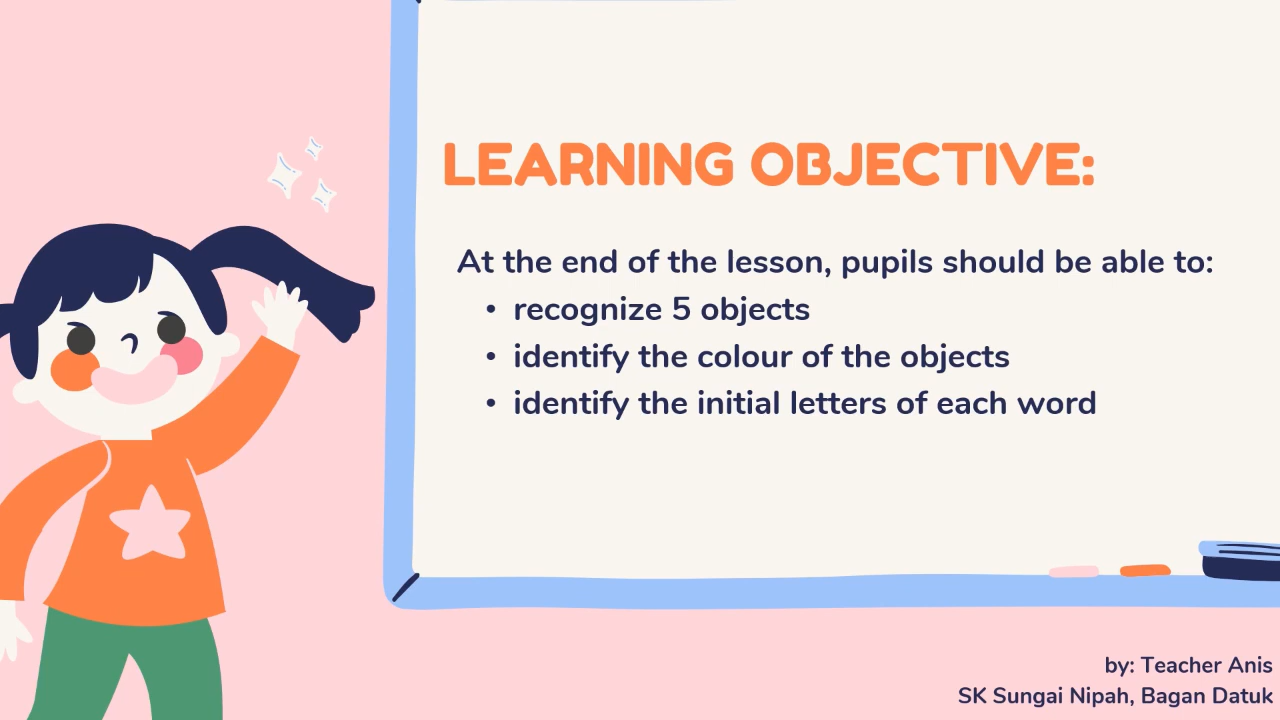 LEARNING OBJECTIVE:
At the end of the lesson, pupils should be able to:
• recognize 5 objects
• identify the colour of the objects
• identify the initial letters of each word
by: Teacher Anis
SK Sungai Nipah, Bagan Datuk